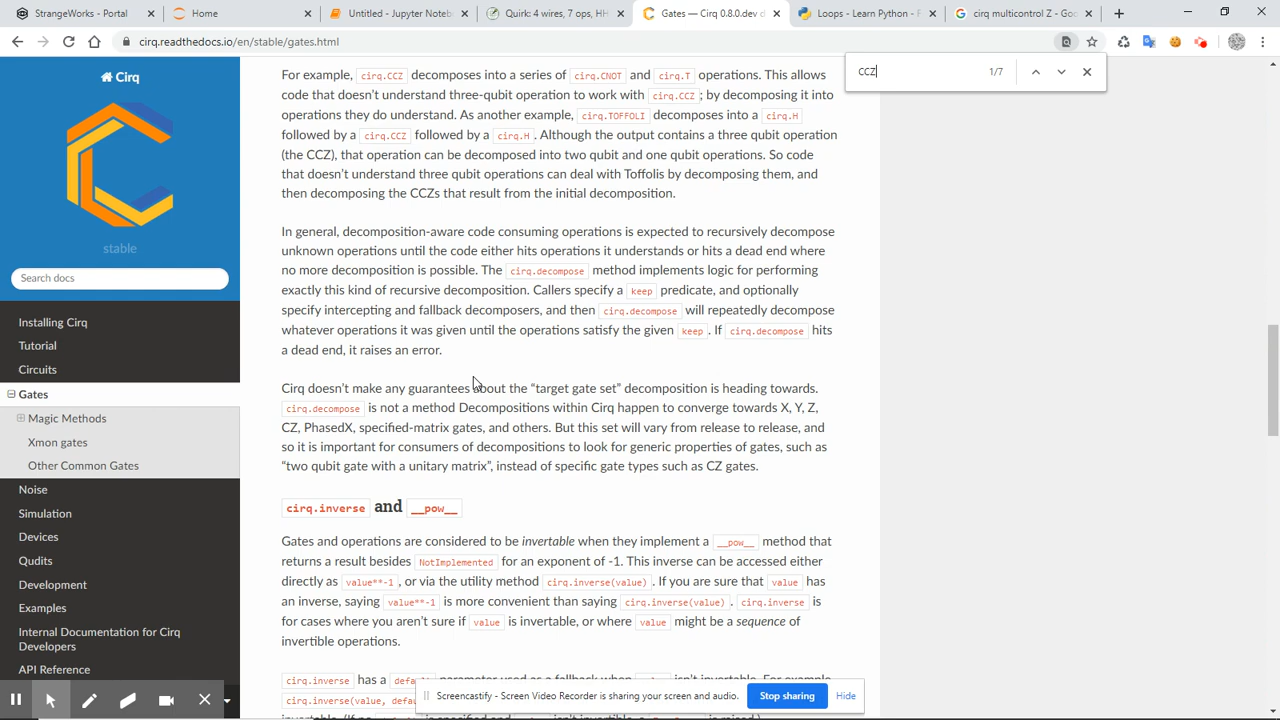 StrangeWorks - Portal
Home
Untitled - Jupyter Noteb
Quirk: 4 wires, 7 ops, HH
Gates — Cirq 0.8.0.dev d
Loops - Learn Python - F
cirq multicontrol Z - Goo
cirq.readthedocs.io/en/stable/gates.html
CCZ
1/7
Cirq
stable
Search docs
Installing Cirq
Tutorial
Circuits
Gates
Magic Methods
Xmon gates
Other Common Gates
Noise
Simulation
Devices
Qudits
Development
Examples
Internal Documentation for Cirq
Developers
API Reference
For example, cirq.CCZ decomposes into a series of cirq.CNOT and cirq.T operations. This allows
code that doesn't understand three-qubit operation to work with cirq.CCZ ; by decomposing it into
operations they do understand. As another example, cirq.TOFFOLI decomposes into a cirq.H
followed by a cirq.CCZ followed by a cirq.H . Although the output contains a three qubit operation
(the CCZ), that operation can be decomposed into two qubit and one qubit operations. So code
that doesn't understand three qubit operations can deal with Toffolis by decomposing them, and
then decomposing the CCZs that result from the initial decomposition.
In general, decomposition-aware code consuming operations is expected to recursively decompose
unknown operations until the code either hits operations it understands or hits a dead end where
no more decomposition is possible. The cirq.decompose method implements logic for performing
exactly this kind of recursive decomposition. Callers specify a keep predicate, and optionally
specify intercepting and fallback decomposers, and then cirq.decompose will repeatedly decompose
whatever operations it was given until the operations satisfy the given keep . If cirq.decompose hits
a dead end, it raises an error.
Cirq doesn't make any guarantees about the “target gate set” decomposition is heading towards.
cirq.decompose is not a method Decompositions within Cirq happen to converge towards X, Y, Z,
CZ, PhasedX, specified-matrix gates, and others. But this set will vary from release to release, and
so it is important for consumers of decompositions to look for generic properties of gates, such as
“two qubit gate with a unitary matrix”, instead of specific gate types such as CZ gates.
cirq.inverse and __pow__
Gates and operations are considered to be invertable when they implement a __pow__ method that
returns a result besides NotImplemented for an exponent of -1. This inverse can be accessed either
directly as value**-1 , or via the utility method cirq.inverse(value) . If you are sure that value has
an inverse, saying value**-1 is more convenient than saying cirq.inverse(value) . cirq.inverse is
for cases where you aren't sure if value is invertable, or where value might be a sequence of
invertible operations.
cirq.inverse has a
cirq.inverse(value,
Screencastify - Screen Video Recorder is sharing your screen and audio.
Stop sharing
Hide